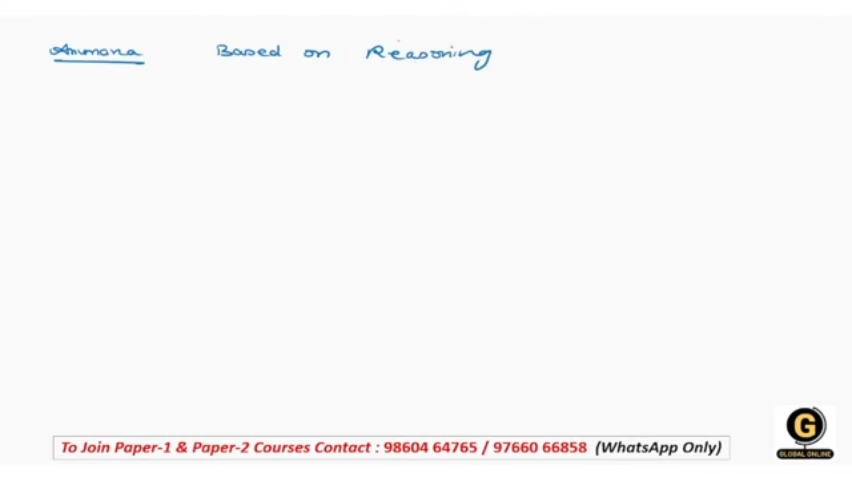 Anumana Based on Reasoning
To Join Paper-1 & Paper-2 Courses Contact : 98604 64765 / 97660 66858 (WhatsApp Only)
G
GLOBAL ONLINE